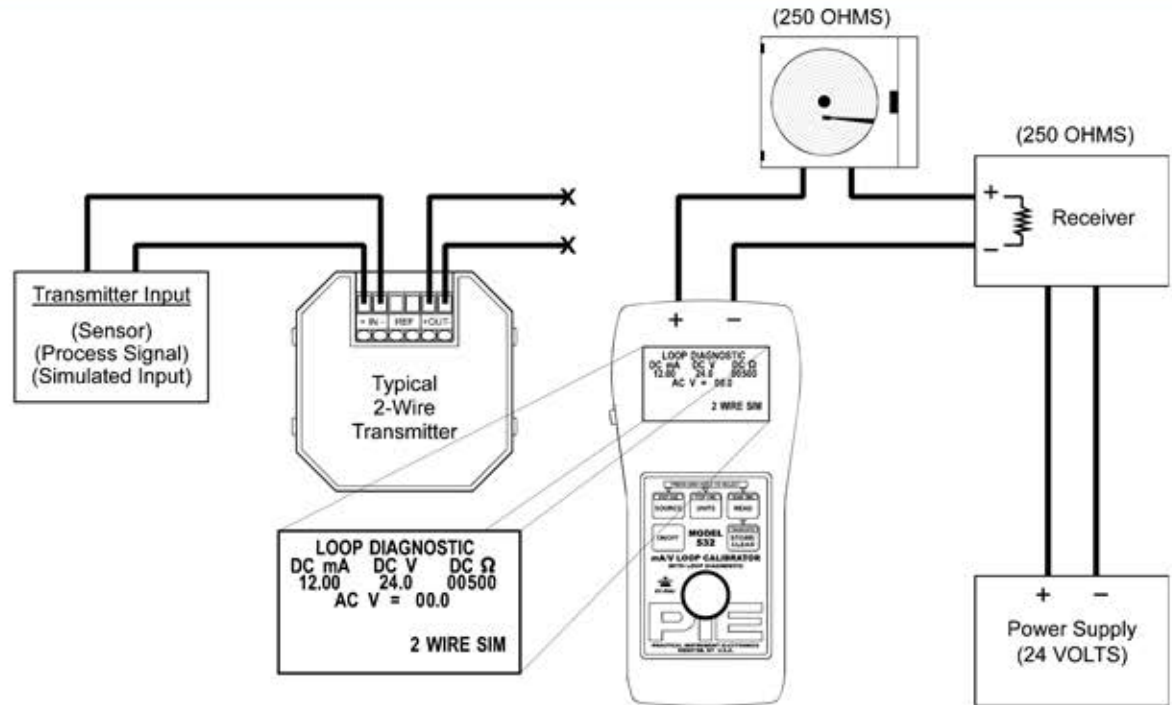 (250 OHMS)
(250 OHMS)
+
−
Receiver
Transmitter Input
(Sensor)
(Process Signal)
(Simulated Input)
+ IN - REF +OUT-
Typical
2-Wire
Transmitter
X
X
+ −
LOOP DIAGNOSTIC
DC mA DC V DC Ω
12.00 24.0 00500
AC V = 00.0
2 WIRE SIM
SOURCE UNITS READ
ON/OFF
MODEL
532
STORE
CLEAR
mA/V LOOP CALIBRATOR
WITH LOOP DIAGNOSTIC
PIE
PRACTICAL INSTRUMENT ELECTRONICS
LOOP DIAGNOSTIC
DC mA DC V DC Ω
12.00 24.0 00500
AC V = 00.0
2 WIRE SIM
+ −
Power Supply
(24 VOLTS)